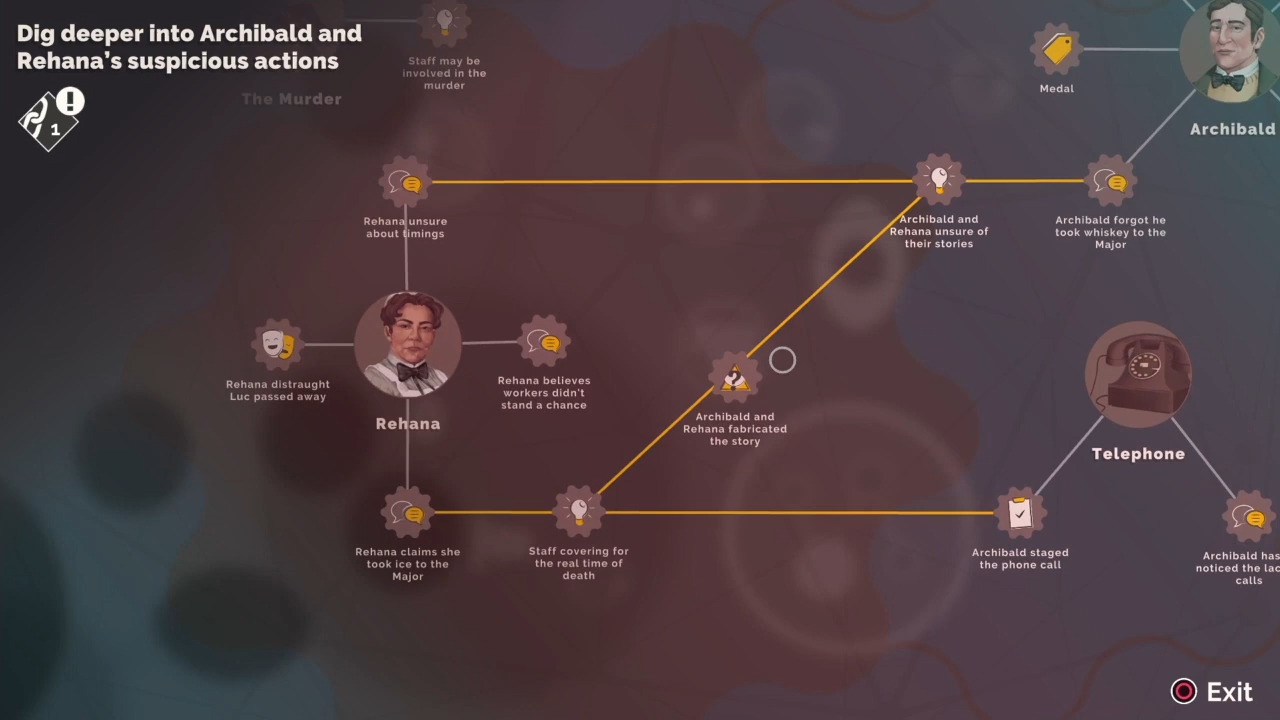 Dig deeper into Archibald and
Rehana's suspicious actions
1
Staff may be
involved in the
murder
The Murder
Medal
Archibald
Rehana unsure
about timings
Archibald and
Rehana unsure of
their stories
Archibald forgot he
took whiskey to the
Major
Rehana distraught
Luc passed away
Rehana
Rehana believes
workers didn't
stand a chance
Archibald and
Rehana fabricated
the story
Telephone
Rehana claims she
took ice to the
Major
Staff covering for
the real time of
death
Archibald staged
the phone call
Archibald has
noticed the lac
calls
Exit